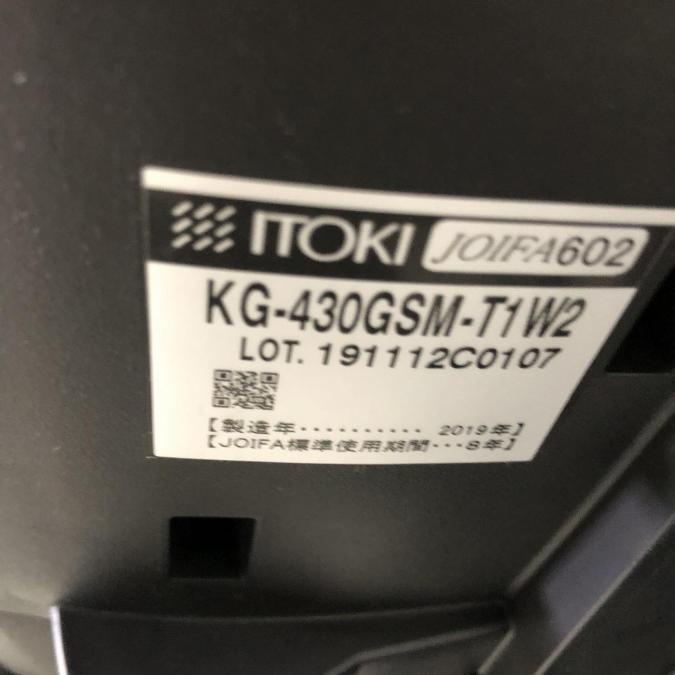 ITOKI JOIFA602
KG-430GSM-T1W2
LOT. 191112C0107
【製造年·········· 2019年】
【JOIFA標準使用期間···8年】